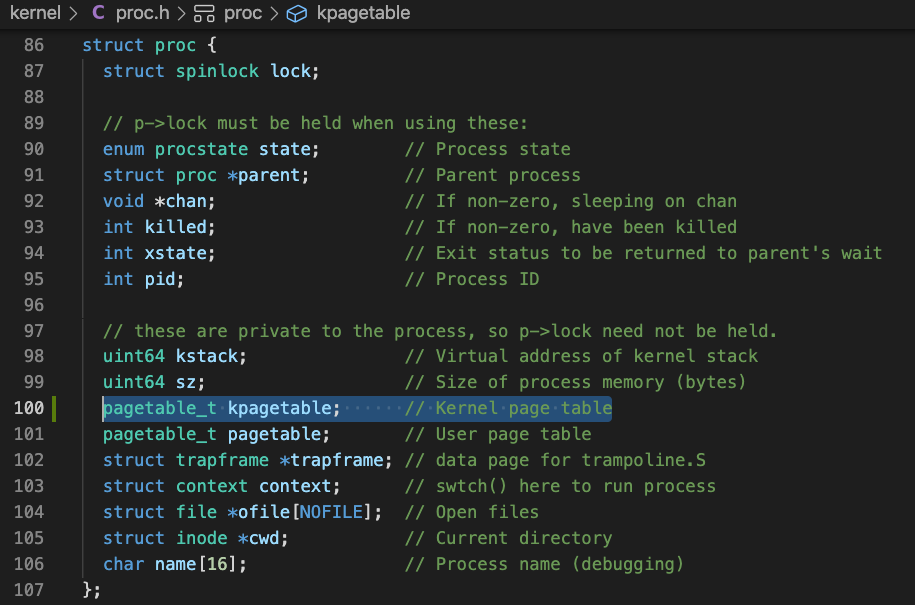 kernel > C proc.h > proc > kpagetable
86 struct proc {
87 struct spinlock lock;
88
89 // p->lock must be held when using these:
90 enum procstate state; // Process state
91 struct proc *parent; // Parent process
92 void *chan; // If non-zero, sleeping on chan
93 int killed; // If non-zero, have been killed
94 int xstate; // Exit status to be returned to parent's wait
95 int pid; // Process ID
96
97 // these are private to the process, so p->lock need not be held.
98 uint64 kstack; // Virtual address of kernel stack
99 uint64 sz; // Size of process memory (bytes)
100 pagetable_t kpagetable; // Kernel page table
101 pagetable_t pagetable; // User page table
102 struct trapframe *trapframe; // data page for trampoline.S
103 struct context context; // swtch() here to run process
104 struct file *ofile[NOFILE]; // Open files
105 struct inode *cwd; // Current directory
106 char name[16]; // Process name (debugging)
107 };